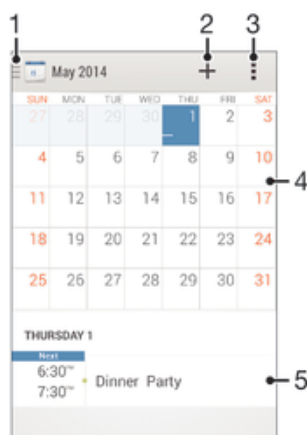 1 2 3
May 2014
SUN MON TUE WED THU FRI SAT
27 28 29 30 1 2 3
4 5 6 7 8 9 10
4
11 12 13 14 15 16 17
18 19 20 21 22 23 24
25 26 27 28 29 30 31
THURSDAY 1
Next
6:30PM
Dinner Party 5
7:30PM